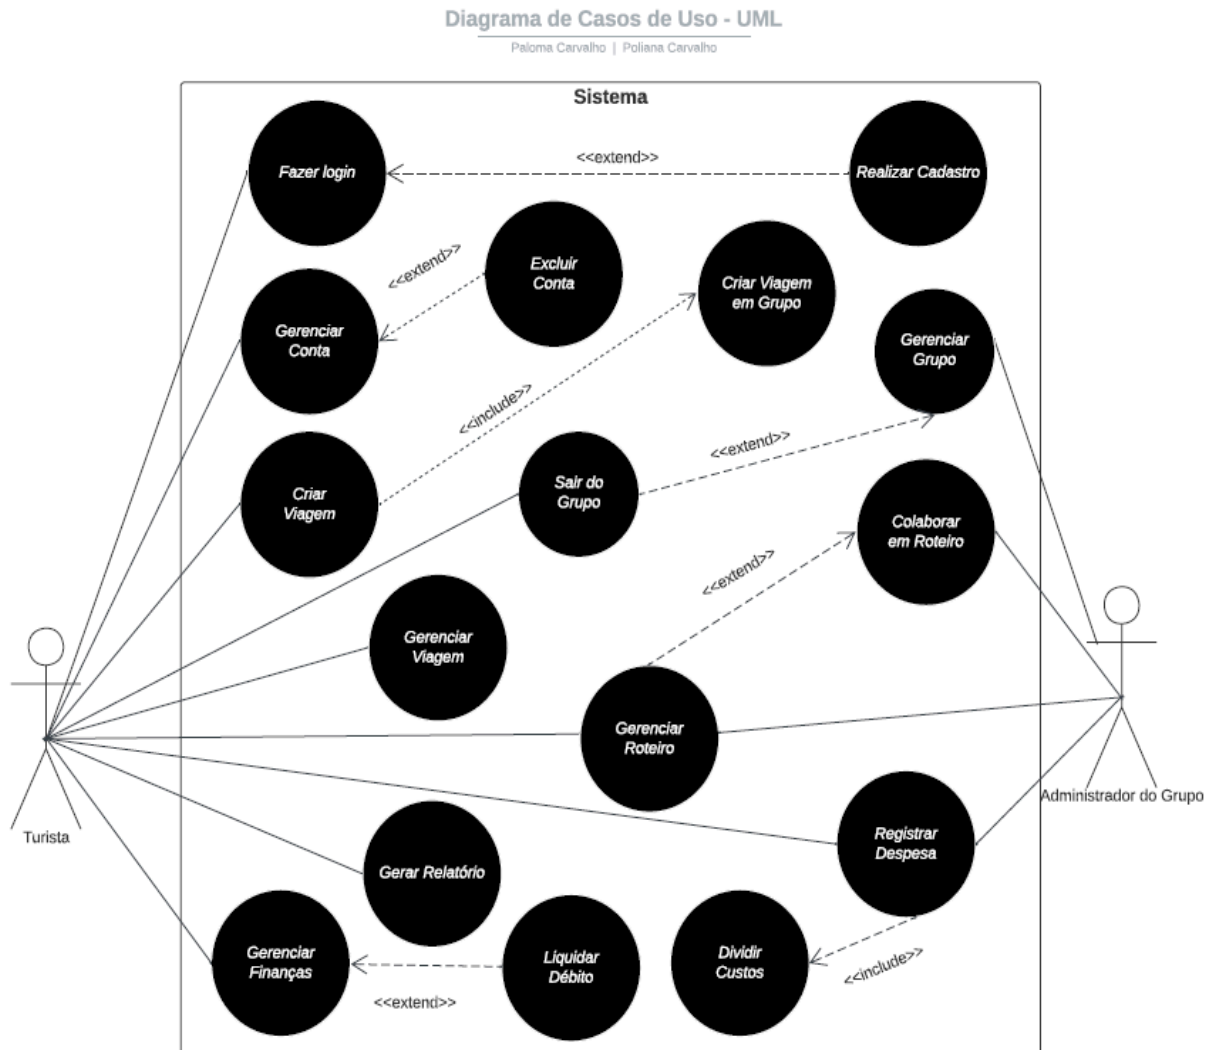 Diagrama de Casos de Uso - UML
Paloma Carvalho | Poliana Carvalho
Sistema
Fazer login
<<extend>>
Realizar Cadastro
<<extend>>
Excluir
Conta
Criar Viagem
em Grupo
Gerenciar
Conta
Gerenciar
Grupo
<<include>>
<<extend>>
Criar
Viagem
Sair do
Grupo
Colaborar
em Roteiro
<<extend>>
Gerenciar
Viagem
Gerenciar
Roteiro
Turista
Administrador do Grupo
Registrar
Despesa
Gerar Relatório
Gerenciar
Finanças
Liquidar
Débito
Dividir
Custos
<<include>>
<<extend>>